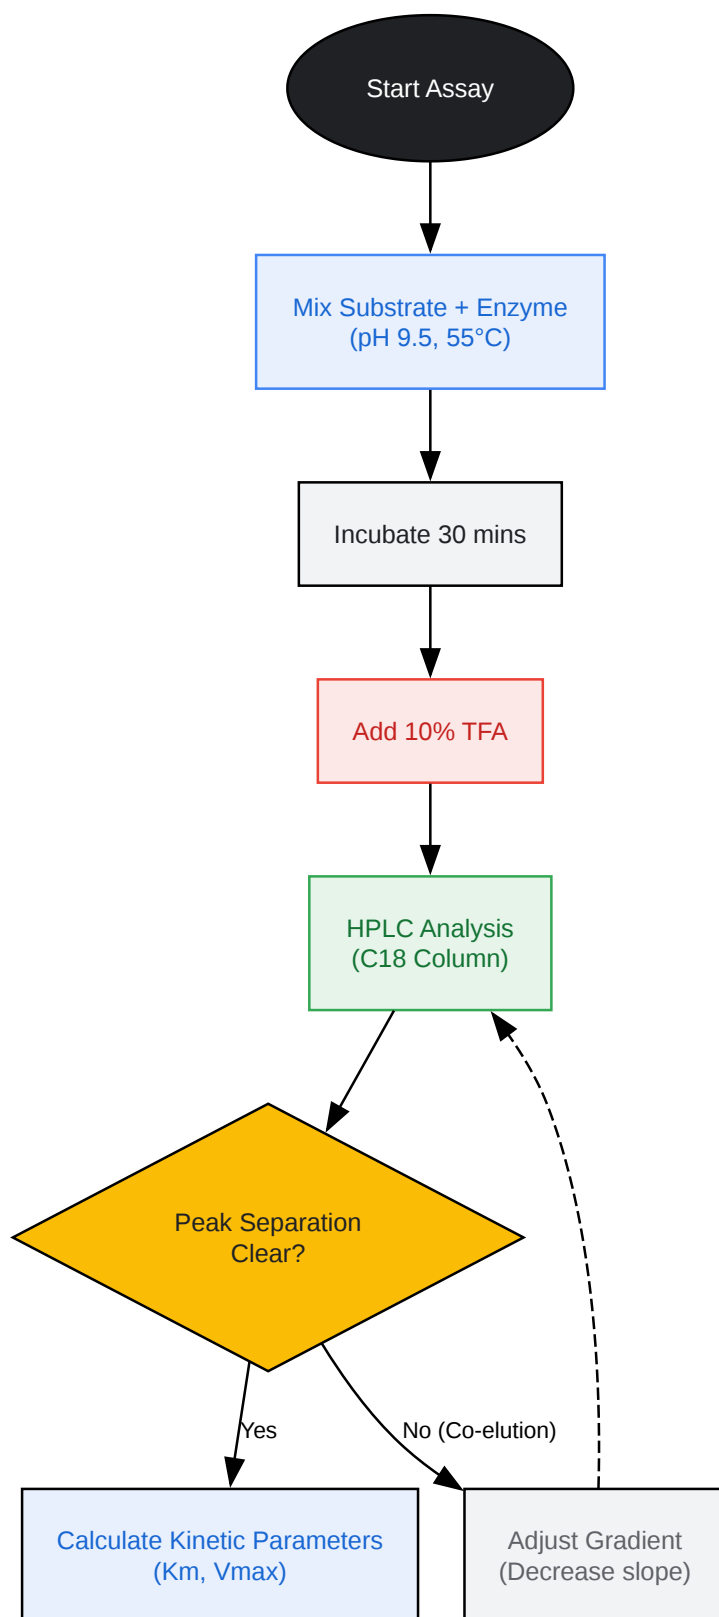 Start Assay
Mix Substrate + Enzyme
(pH 9.5, 55°C)
Incubate 30 mins
Add 10% TFA
HPLC Analysis
(C18 Column)
Peak Separation
Clear?
Yes
No (Co-elution)
Calculate Kinetic Parameters
(Km, Vmax)
Adjust Gradient
(Decrease slope)